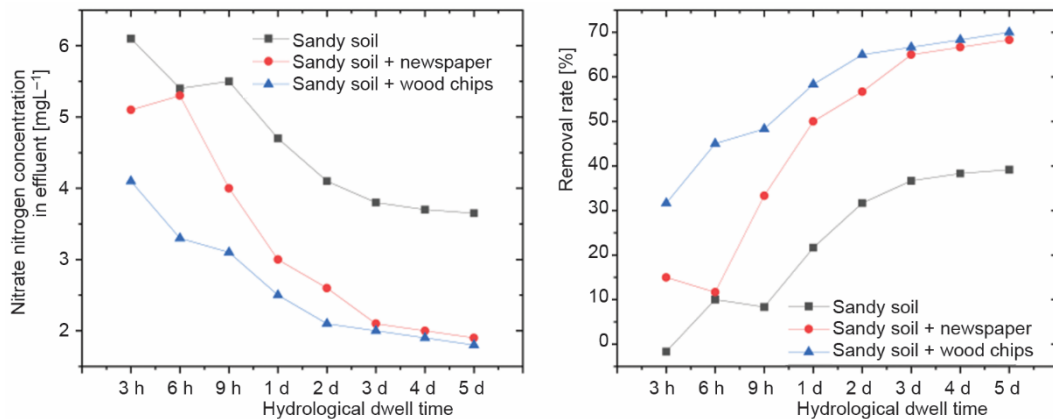 Nitrate nitrogen concentration
in effluent [mgL⁻¹]
6
5
4
3
2
Sandy soil
Sandy soil + newspaper
Sandy soil + wood chips
3 h 6 h 9 h 1 d 2 d 3 d 4 d 5 d
Hydrological dwell time
Removal rate [%]
70
60
50
40
30
20
10
0
Sandy soil
Sandy soil + newspaper
Sandy soil + wood chips
3 h 6 h 9 h 1 d 2 d 3 d 4 d 5 d
Hydrological dwell time